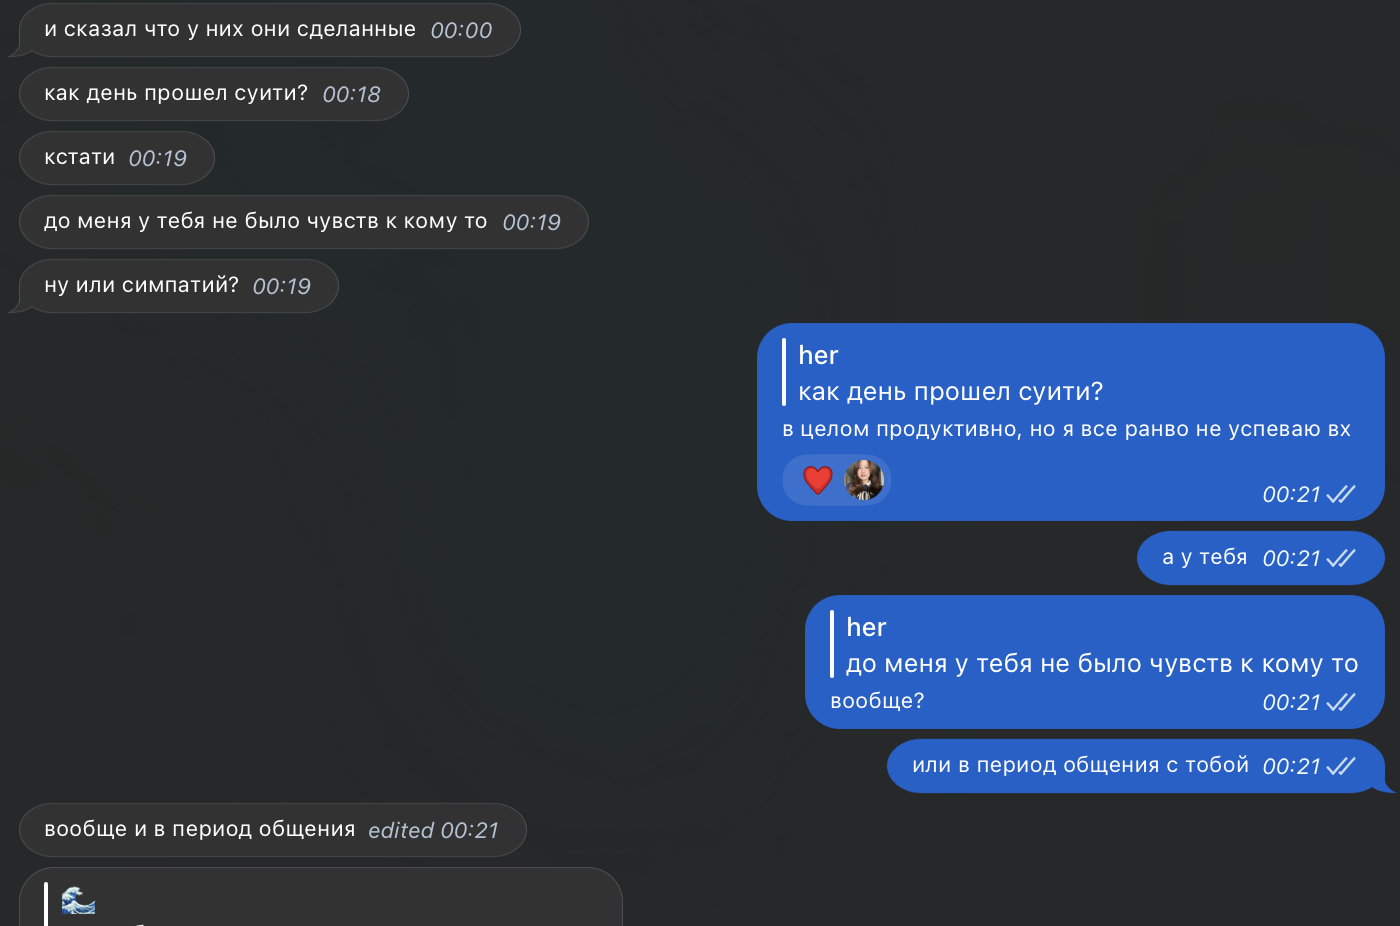 и сказал что у них они сделанные 00:00
как день прошел суити? 00:18
кстати 00:19
до меня у тебя не было чувств к кому то 00:19
ну или симпатий? 00:19
her
как день прошел суити?
в целом продуктивно, но я все ранво не успеваю вх
00:21
а у тебя 00:21
her
до меня у тебя не было чувств к кому то
вообще? 00:21
или в период общения с тобой 00:21
вообще и в период общения edited 00:21